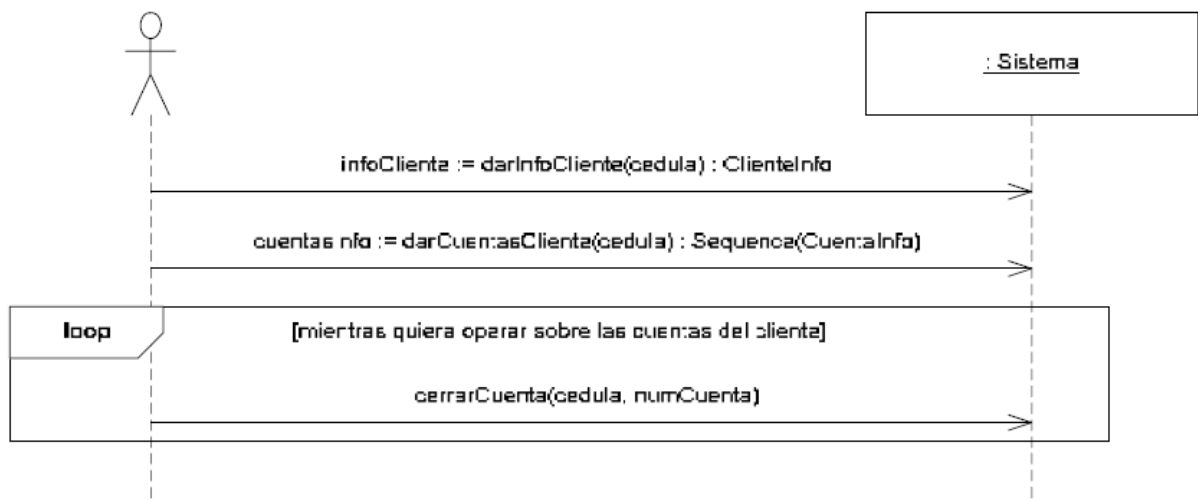 : Sistema
infoCliente := darInfoCliente(cedula) : ClienteInfo
cuentasInfo := darCuentasCliente(cedula) : Sequence(CuentaInfo)
loop
[mientras quiera operar sobre las cuentas del cliente]
cerrarCuenta(cedula, numCuenta)